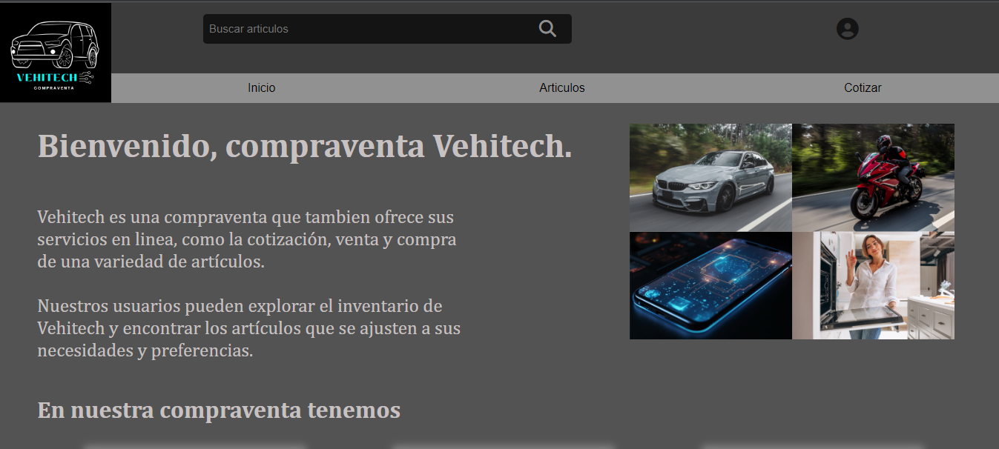 Buscar articulos
VEHITECH
COMPRAVENTA
Inicio
Articulos
Cotizar
Bienvenido, compraventa Vehitech.
Vehitech es una compraventa que tambien ofrece sus
servicios en linea, como la cotización, venta y compra
de una variedad de artículos.
Nuestros usuarios pueden explorar el inventario de
Vehitech y encontrar los artículos que se ajusten a sus
necesidades y preferencias.
En nuestra compraventa tenemos